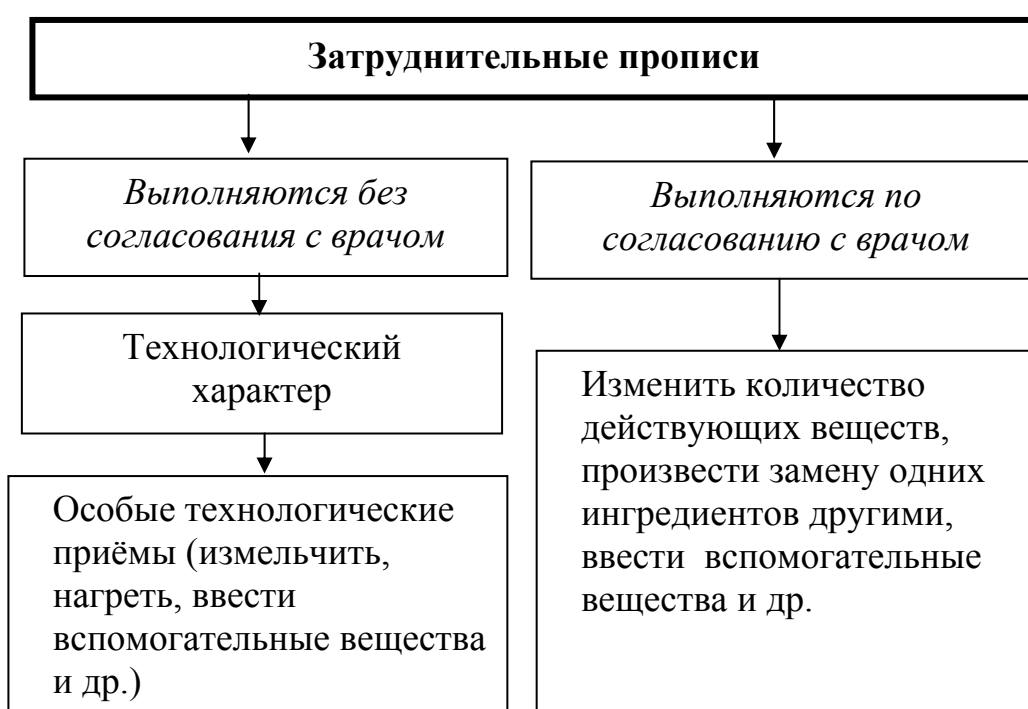 Затруднительные прописи
Выполняются без
согласования с врачом
Выполняются по
согласованию с врачом
Технологический
характер
Изменить количество
действующих веществ,
произвести замену одних
ингредиентов другими,
ввести вспомогательные
вещества и др.
Особые технологические
приёмы (измельчить,
нагреть, ввести
вспомогательные вещества
и др.)